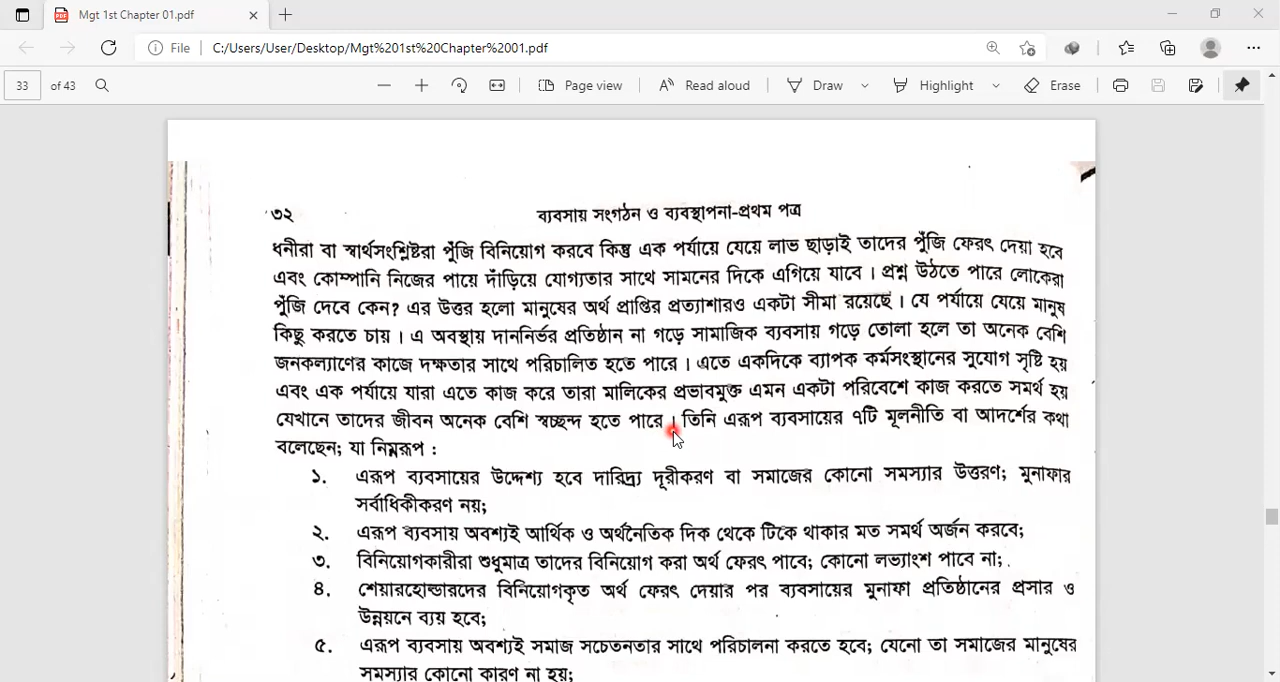 Mgt 1st Chapter 01.pdf
File C:/Users/User/Desktop/Mgt%201st%20Chapter%2001.pdf
33 of 43 Page view Read aloud Draw Highlight Erase
৩২ ব্যবসায় সংগঠন ও ব্যবস্থাপনা-প্রথম পত্র
ধনীরা বা স্বার্থসংশ্লিষ্টরা পুঁজি বিনিয়োগ করবে কিন্তু এক পর্যায়ে যেয়ে লাভ ছাড়াই তাদের পুঁজি ফেরৎ দেয়া হবে
এবং কোম্পানি নিজের পায়ে দাঁড়িয়ে যোগ্যতার সাথে সামনের দিকে এগিয়ে যাবে । প্রশ্ন উঠতে পারে লোকেরা
পুঁজি দেবে কেন? এর উত্তর হলো মানুষের অর্থ প্রাপ্তির প্রত্যাশারও একটা সীমা রয়েছে । যে পর্যায়ে যেয়ে মানুষ
কিছু করতে চায় । এ অবস্থায় দাননির্ভর প্রতিষ্ঠান না গড়ে সামাজিক ব্যবসায় গড়ে তোলা হলে তা অনেক বেশি
জনকল্যাণের কাজে দক্ষতার সাথে পরিচালিত হতে পারে । এতে একদিকে ব্যাপক কর্মসংস্থানের সুযোগ সৃষ্টি হয়
এবং এক পর্যায়ে যারা এতে কাজ করে তারা মালিকের প্রভাবমুক্ত এমন একটা পরিবেশে কাজ করতে সমর্থ হয়
যেখানে তাদের জীবন অনেক বেশি স্বচ্ছন্দ হতে পারে । তিনি এরূপ ব্যবসায়ের ৭টি মূলনীতি বা আদর্শের কথা
বলেছেন; যা নিম্নরূপ :
১. এরূপ ব্যবসায়ের উদ্দেশ্য হবে দারিদ্র্য দূরীকরণ বা সমাজের কোনো সমস্যার উত্তরণ; মুনাফার
সর্বাধিকীকরণ নয়;
২. এরূপ ব্যবসায় অবশ্যই আর্থিক ও অর্থনৈতিক দিক থেকে টিকে থাকার মত সমর্থ অর্জন করবে;
৩. বিনিয়োগকারীরা শুধুমাত্র তাদের বিনিয়োগ করা অর্থ ফেরৎ পাবে; কোনো লভ্যাংশ পাবে না;
৪. শেয়ারহোল্ডারদের বিনিয়োগকৃত অর্থ ফেরৎ দেয়ার পর ব্যবসায়ের মুনাফা প্রতিষ্ঠানের প্রসার ও
উন্নয়নে ব্যয় হবে;
৫. এরূপ ব্যবসায় অবশ্যই সমাজ সচেতনতার সাথে পরিচালনা করতে হবে; যেনো তা সমাজের মানুষের
সমস্যার কোনো কারণ না হয়;